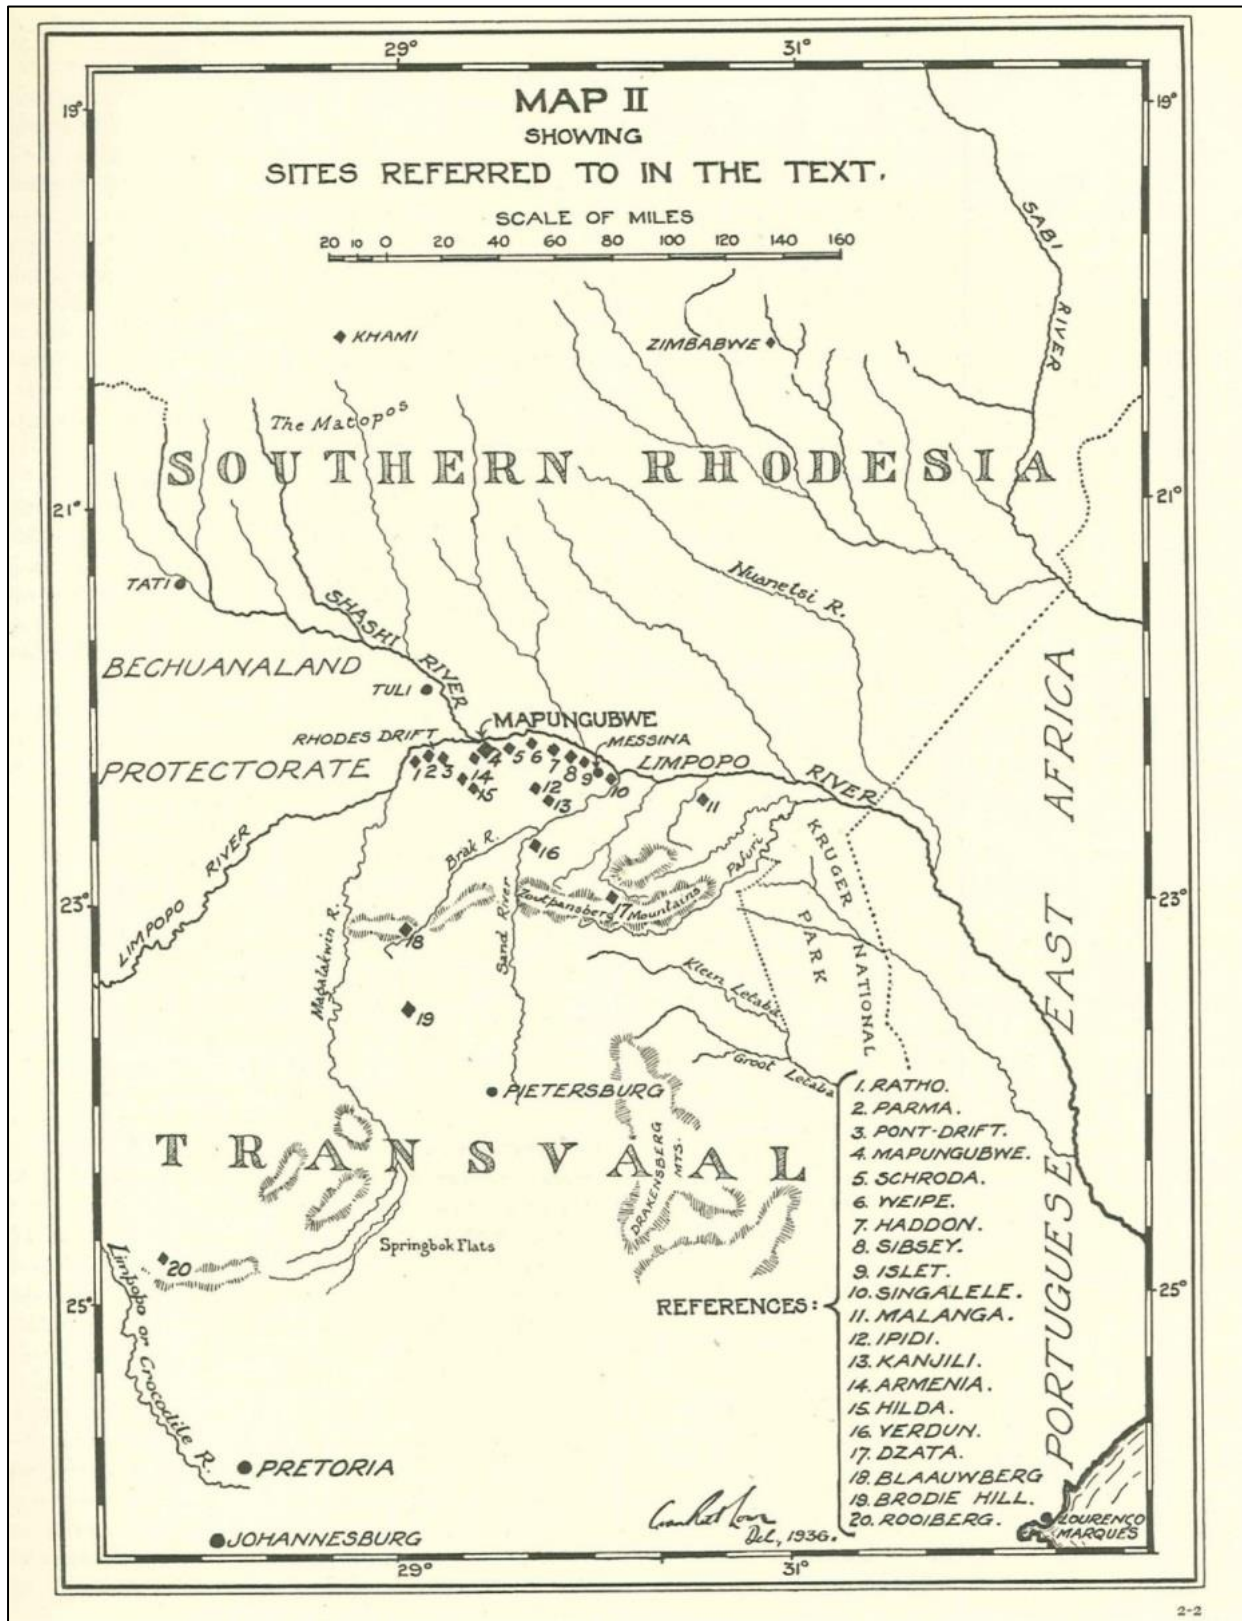 29°
31°
19°
19°
MAP II
SHOWING
SITES REFERRED TO IN THE TEXT.
SCALE OF MILES
20 10 0 20 40 60 80 100 120 140 160
SABI RIVER
KHAMI
ZIMBABWE
The Matopos
SOUTHERN RHODESIA
21°
21°
TATI
Nuanetsi R.
SHASHI RIVER
BECHUANALAND
TULI
MAPUNGUBWE
RHODES DRIFT
MESSINA
PROTECTORATE
LIMPOPO RIVER
1 2 3 4 5 6 7 8 9 10
14 12 11
15 13
16
Brak R.
Pafuri
KRUGER
NATIONAL
PARK
LIMPOPO RIVER
23°
23°
Zoutpansberg Mountains
17
18
Magalakwin R.
Sand River
Klein Letaba
19
Groot Letaba
PIETERSBURG
TRANSVAAL
DRAKENSBERG MTS.
Springbok Flats
20
Limpopo or Crocodile R.
PORTUGUESE EAST AFRICA
25°
25°
REFERENCES:
1. RATHO.
2. PARMA.
3. PONT-DRIFT.
4. MAPUNGUBWE.
5. SCHRODA.
6. WEIPE.
7. HADDON.
8. SIBSEY.
9. ISLET.
10. SINGALELE.
11. MALANGA.
12. IPIDI.
13. KANJILI.
14. ARMENIA.
15. HILDA.
16. VERDUN.
17. DZATA.
18. BLAAUWBERG
19. BRODIE HILL.
20. ROOIBERG.
PRETORIA
JOHANNESBURG
Del, 1936.
LOURENÇO
MARQUES
29°
31°
2-2